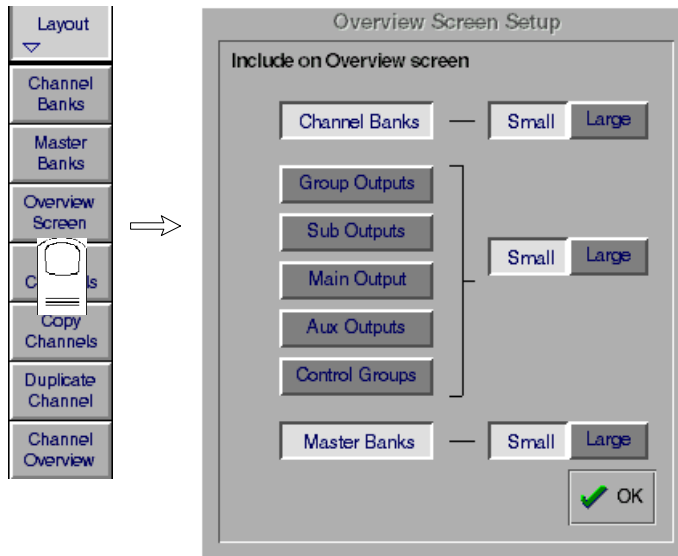 Layout
Channel
Banks
Master
Banks
Overview
Screen
Copy
Channels
Duplicate
Channel
Channel
Overview
Overview Screen Setup
Include on Overview screen
Channel Banks
Small
Large
Group Outputs
Sub Outputs
Main Output
Aux Outputs
Control Groups
Small
Large
Master Banks
Small
Large
OK